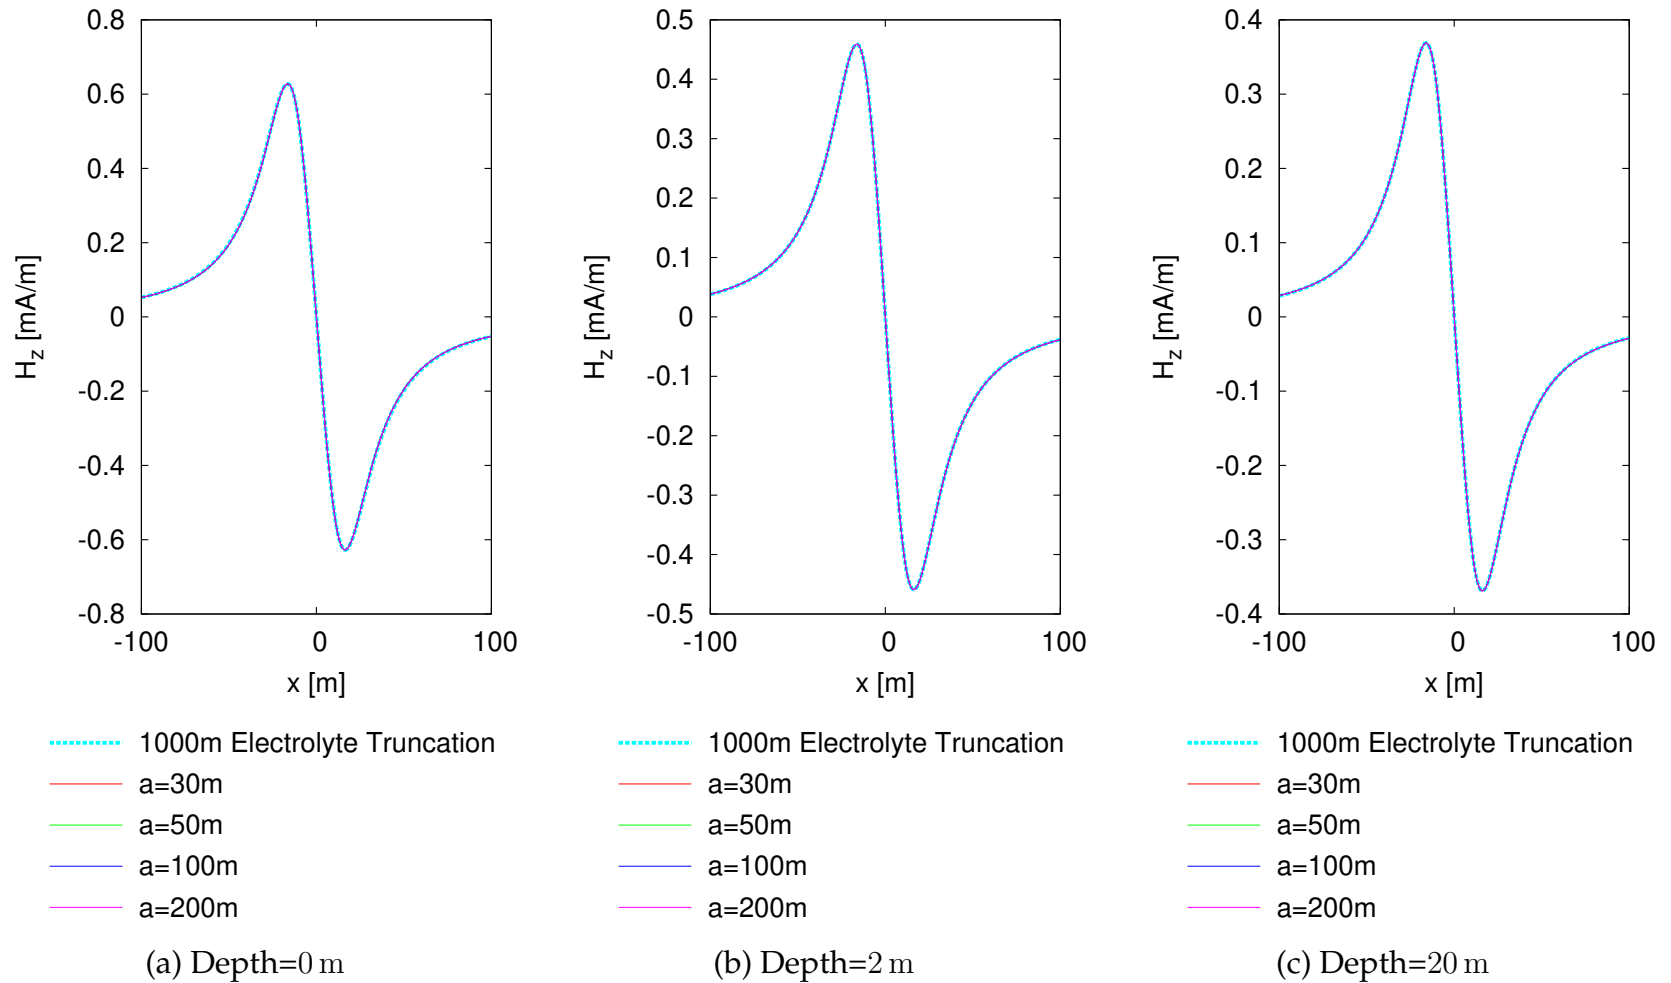 0.8
0.6
0.4
0.2
0
-0.2
-0.4
-0.6
-0.8
H_z [mA/m]
-100 0 100
x [m]
1000m Electrolyte Truncation
a=30m
a=50m
a=100m
a=200m
(a) Depth=0 m
0.5
0.4
0.3
0.2
0.1
0
-0.1
-0.2
-0.3
-0.4
-0.5
H_z [mA/m]
-100 0 100
x [m]
1000m Electrolyte Truncation
a=30m
a=50m
a=100m
a=200m
(b) Depth=2 m
0.4
0.3
0.2
0.1
0
-0.1
-0.2
-0.3
-0.4
H_z [mA/m]
-100 0 100
x [m]
1000m Electrolyte Truncation
a=30m
a=50m
a=100m
a=200m
(c) Depth=20 m